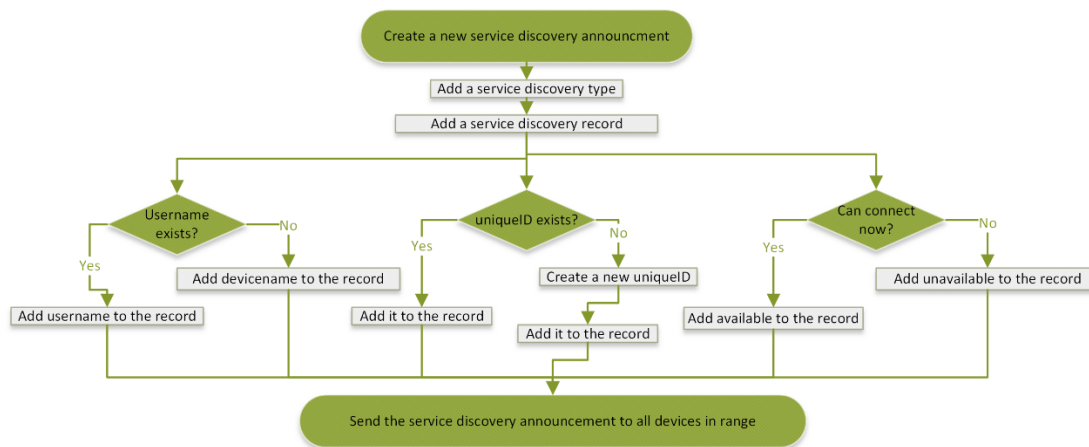 Create a new service discovery announcment
Add a service discovery type
Add a service discovery record
Username
exists?
Yes
No
Add devicename to the record
Add username to the record
uniqueID exists?
Yes
No
Create a new uniqueID
Add it to the record
Add it to the record
Can connect
now?
Yes
No
Add unavailable to the record
Add available to the record
Send the service discovery announcement to all devices in range